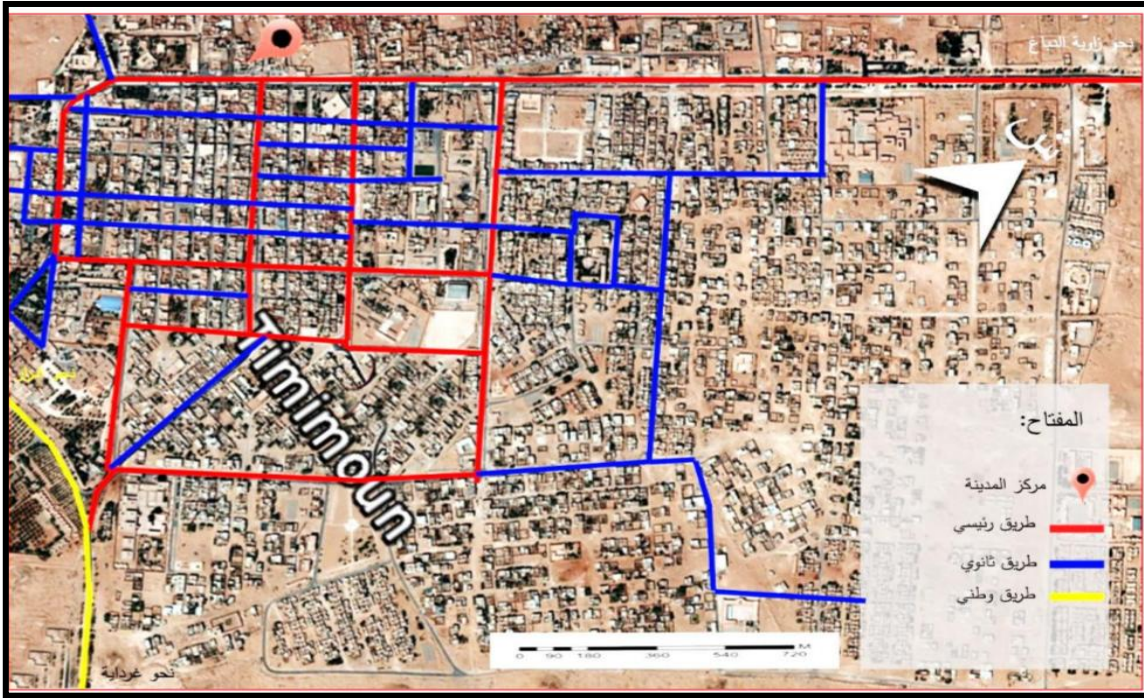 نحو زاوية الدباغ
ش
Timimoun
المفتاح:
مركز المدينة
طريق رئيسي
طريق ثانوي
طريق وطني
M
0 90 180 360 540 720
نحو غرداية